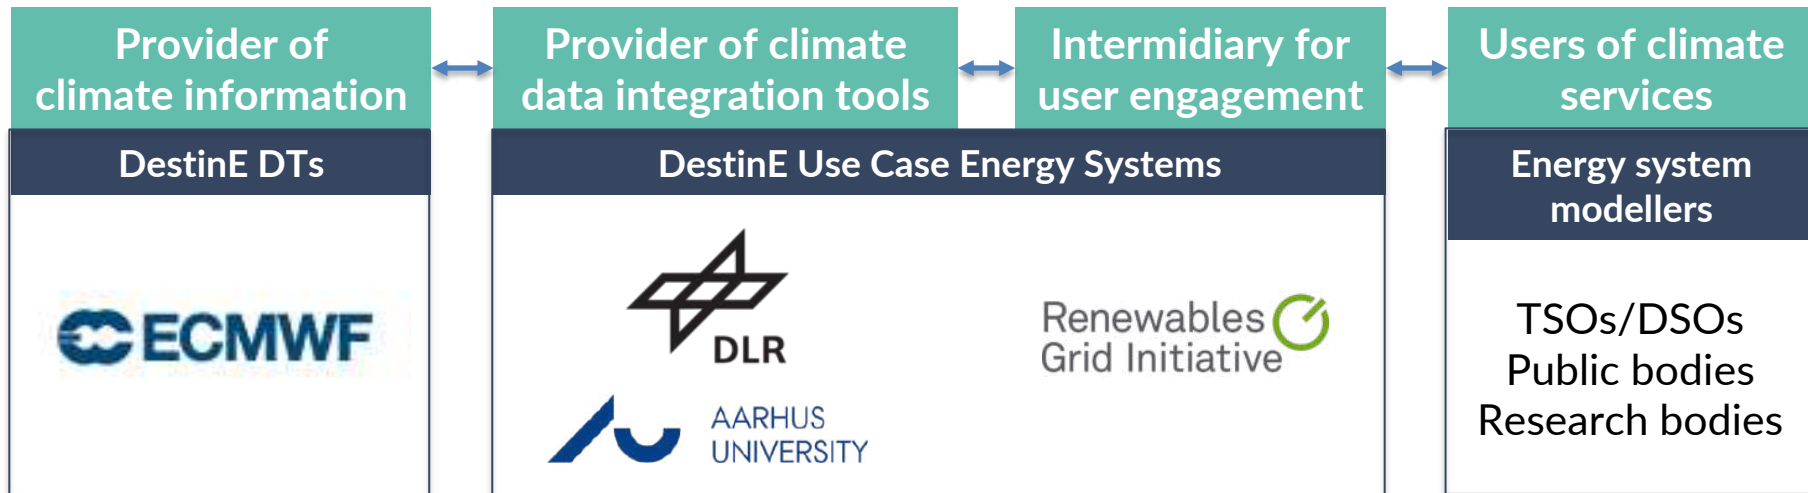 Provider of
climate information
Provider of climate
data integration tools
Intermidiary for
user engagement
Users of climate
services
DestinE DTs
DestinE Use Case Energy Systems
Energy system
modellers
ECMWF
DLR
AARHUS
UNIVERSITY
Renewables
Grid Initiative
TSOs/DSOs
Public bodies
Research bodies